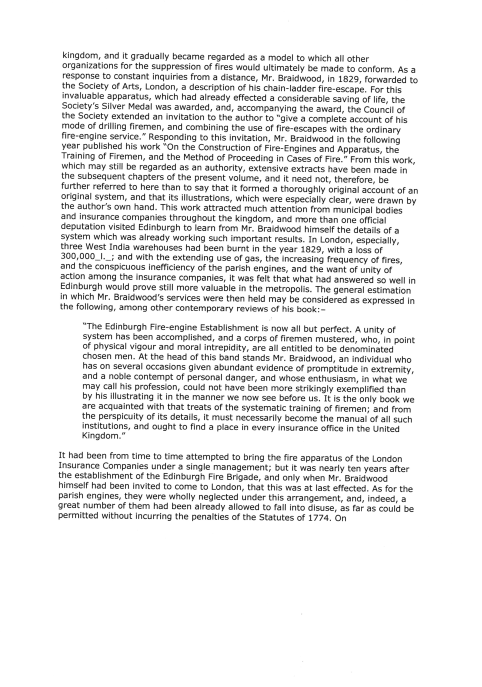 kingdom, and it gradually became regarded as a model to which all other
organizations for the suppression of fires would ultimately be made to conform. As a
response to constant inquiries from a distance, Mr. Braidwood, in 1829, forwarded to
the Society of Arts, London, a description of his chain-ladder fire-escape. For this
invaluable apparatus, which had already effected a considerable saving of life, the
Society's Silver Medal was awarded, and, accompanying the award, the Council of
the Society extended an invitation to the author to "give a complete account of his
mode of drilling firemen, and combining the use of fire-escapes with the ordinary
fire-engine service." Responding to this invitation, Mr. Braidwood in the following
year published his work "On the Construction of Fire-Engines and Apparatus, the
Training of Firemen, and the Method of Proceeding in Cases of Fire." From this work,
which may still be regarded as an authority, extensive extracts have been made in
the subsequent chapters of the present volume, and it need not, therefore, be
further referred to here than to say that it formed a thoroughly original account of an
original system, and that its illustrations, which were especially clear, were drawn by
the author's own hand. This work attracted much attention from municipal bodies
and insurance companies throughout the kingdom, and more than one official
deputation visited Edinburgh to learn from Mr. Braidwood himself the details of a
system which was already working such important results. In London, especially,
three West India warehouses had been burnt in the year 1829, with a loss of
300,000_l._; and with the extending use of gas, the increasing frequency of fires,
and the conspicuous inefficiency of the parish engines, and the want of unity of
action among the insurance companies, it was felt that what had answered so well in
Edinburgh would prove still more valuable in the metropolis. The general estimation
in which Mr. Braidwood's services were then held may be considered as expressed in
the following, among other contemporary reviews of his book:–
"The Edinburgh Fire-engine Establishment is now all but perfect. A unity of
system has been accomplished, and a corps of firemen mustered, who, in point
of physical vigour and moral intrepidity, are all entitled to be denominated
chosen men. At the head of this band stands Mr. Braidwood, an individual who
has on several occasions given abundant evidence of promptitude in extremity,
and a noble contempt of personal danger, and whose enthusiasm, in what we
may call his profession, could not have been more strikingly exemplified than
by his illustrating it in the manner we now see before us. It is the only book we
are acquainted with that treats of the systematic training of firemen; and from
the perspicuity of its details, it must necessarily become the manual of all such
institutions, and ought to find a place in every insurance office in the United
Kingdom."
It had been from time to time attempted to bring the fire apparatus of the London
Insurance Companies under a single management; but it was nearly ten years after
the establishment of the Edinburgh Fire Brigade, and only when Mr. Braidwood
himself had been invited to come to London, that this was at last effected. As for the
parish engines, they were wholly neglected under this arrangement, and, indeed, a
great number of them had been already allowed to fall into disuse, as far as could be
permitted without incurring the penalties of the Statutes of 1774. On